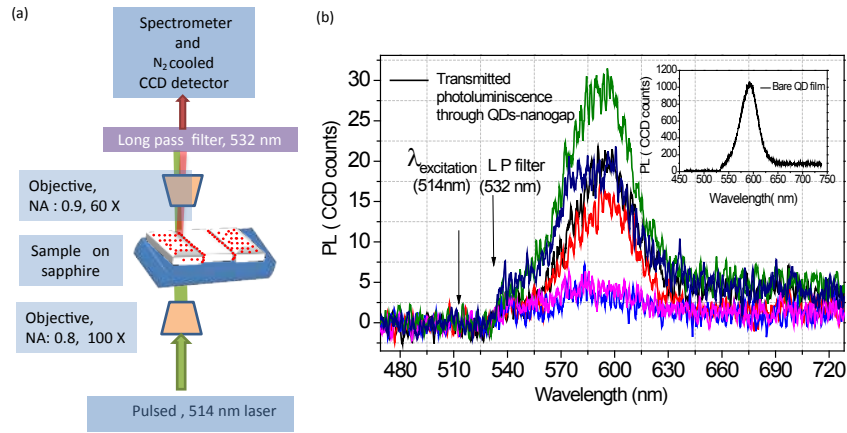 (a)
Spectrometer
and
N2 cooled
CCD detector
Long pass filter, 532 nm
Objective,
NA : 0.9, 60 X
Sample on
sapphire
Objective,
NA: 0.8, 100 X
Pulsed , 514 nm laser
(b)
PL ( CCD counts)
30
25
20
15
10
5
0
480 510 540 570 600 630 660 690 720
Wavelength (nm)
Transmitted
photoluminiscence
through QDs-nanogap
λexcitation
(514nm)
L P filter
(532 nm)
PL ( CCD counts)
1200
1000
800
600
400
200
0
450 500 550 600 650 700 750
Wavelength( nm)
Bare QD film